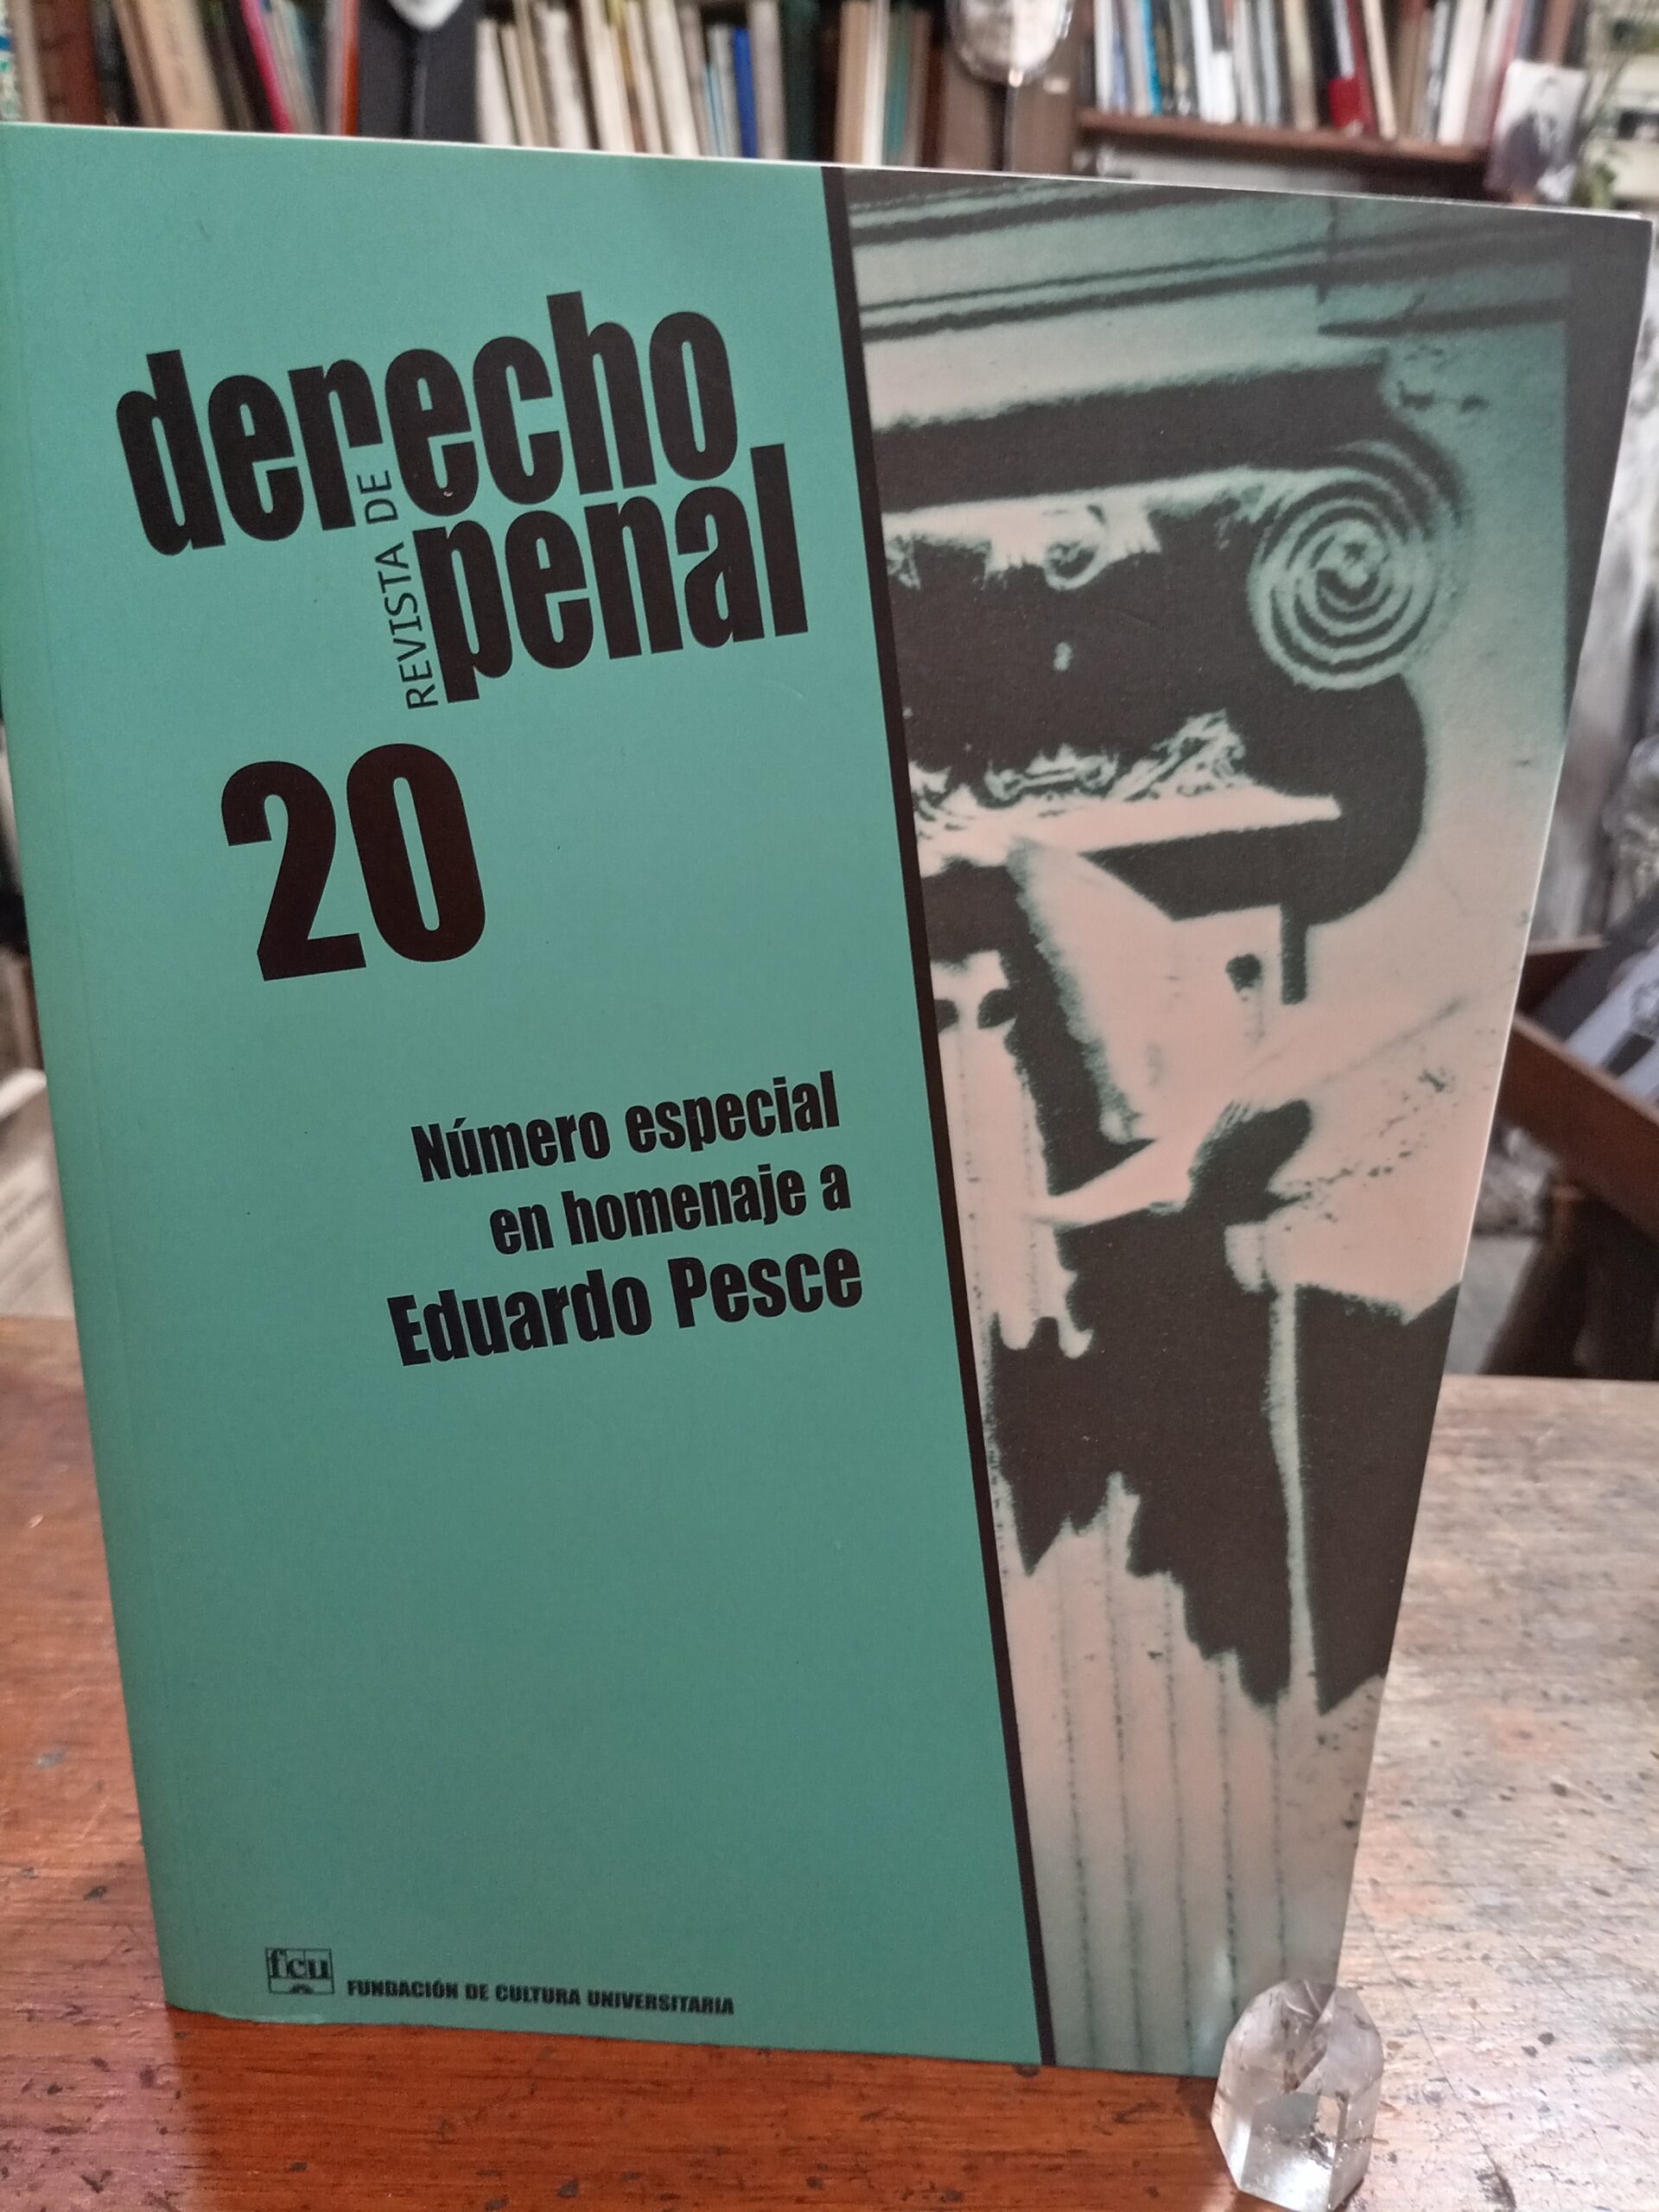 derecho
REVISTA DE
penal
20
Número especial
en homenaje a
Eduardo Pesce
fcu
FUNDACIÓN DE CULTURA UNIVERSITARIA